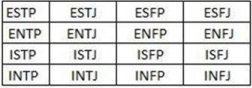 ESTP ESTJ ESFP ESFJ
ENTP ENTJ ENFP ENFJ
ISTP ISTJ ISFP ISFJ
INTP INTJ INFP INFJ